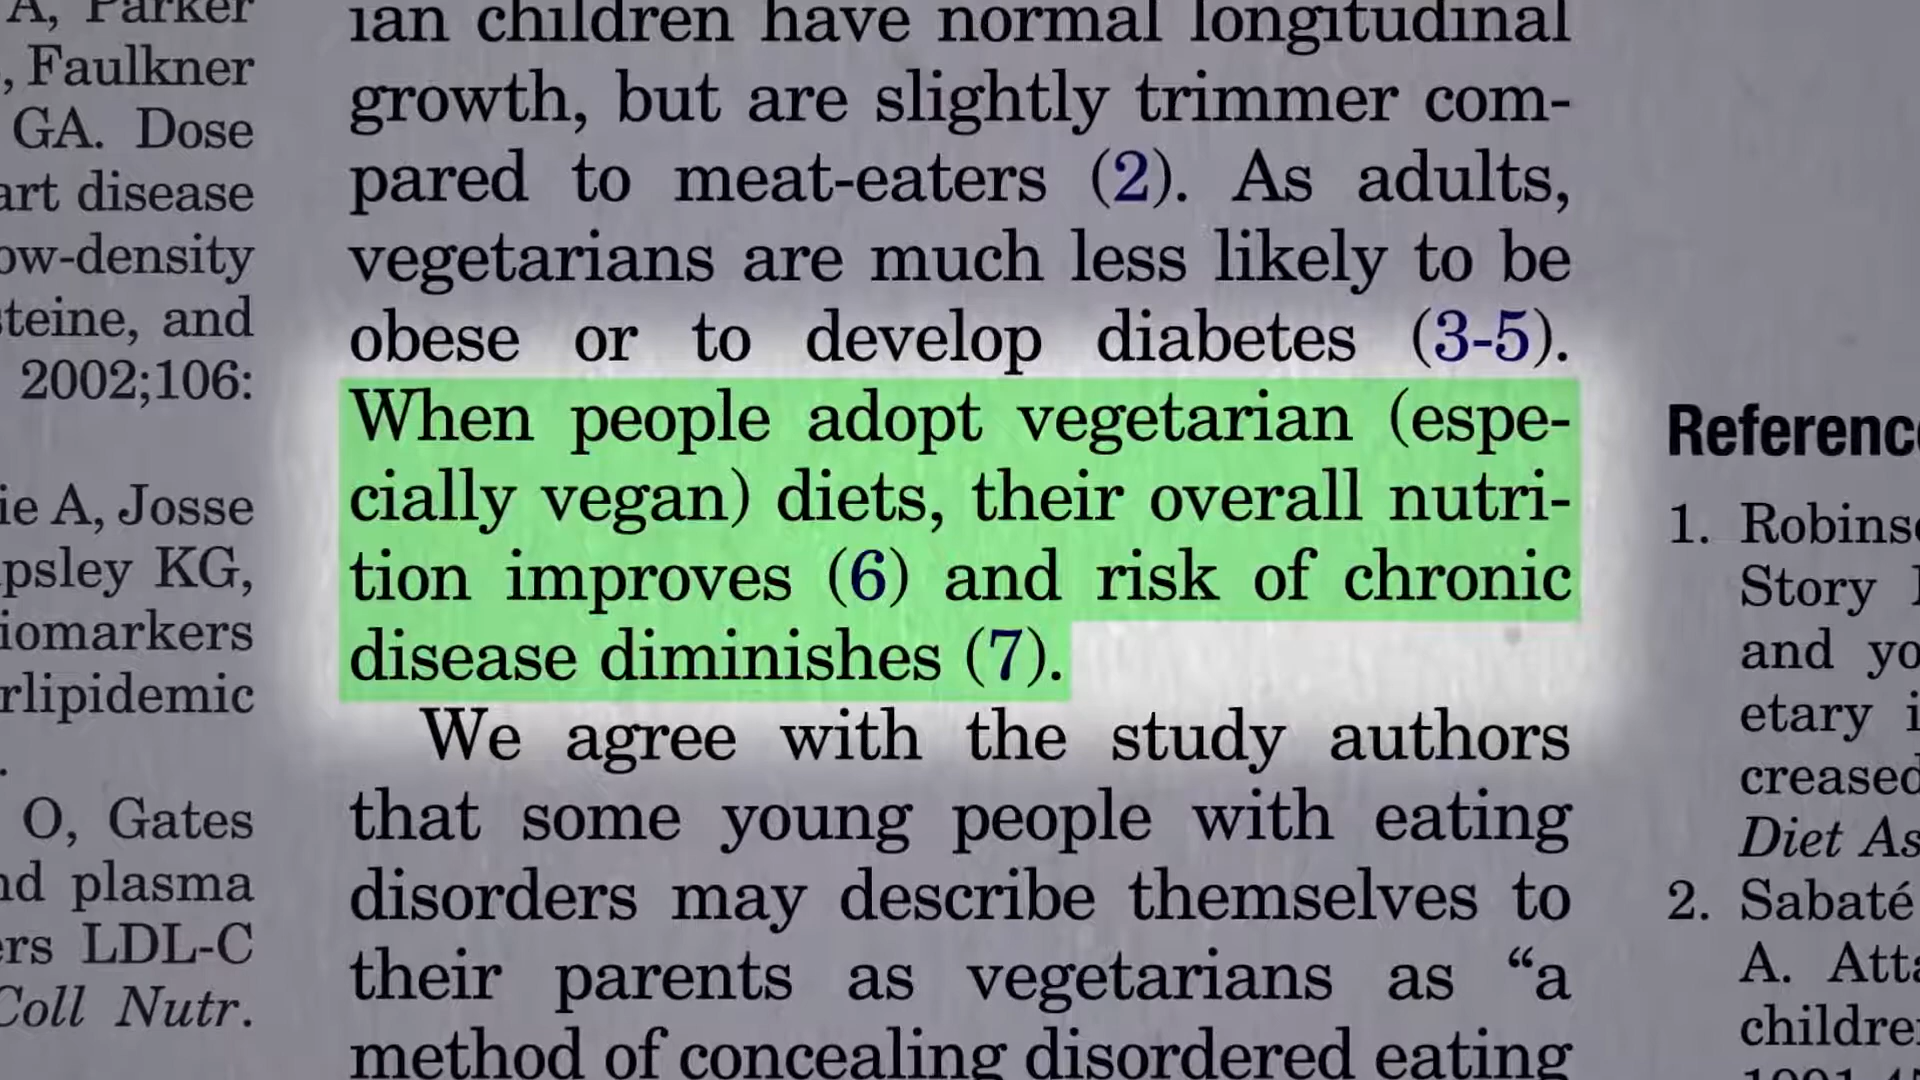 A, Parker
, Faulkner
GA. Dose
art disease
ow-density
teine, and
2002;106:
ie A, Josse
psley KG,
iomarkers
rlipidemic
.
O, Gates
nd plasma
ers LDL-C
Coll Nutr.
ian children have normal longitudinal
growth, but are slightly trimmer com-
pared to meat-eaters (2). As adults,
vegetarians are much less likely to be
obese or to develop diabetes (3-5).
When people adopt vegetarian (espe-
cially vegan) diets, their overall nutri-
tion improves (6) and risk of chronic
disease diminishes (7).
We agree with the study authors
that some young people with eating
disorders may describe themselves to
their parents as vegetarians as “a
method of concealing disordered eating
Referenc
1. Robins
Story
and yo
etary i
creased
Diet As
2. Sabaté
A. Att
childre